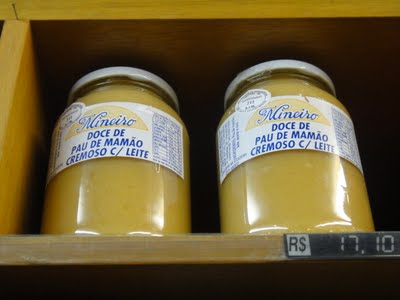 Mineiro
DOCE DE
PAU DE MAMÃO
CREMOSO C/ LEITE
Mineiro
DOCE DE
PAU DE MAMÃO
CREMOSO C/ LEITE
R$ 17,10